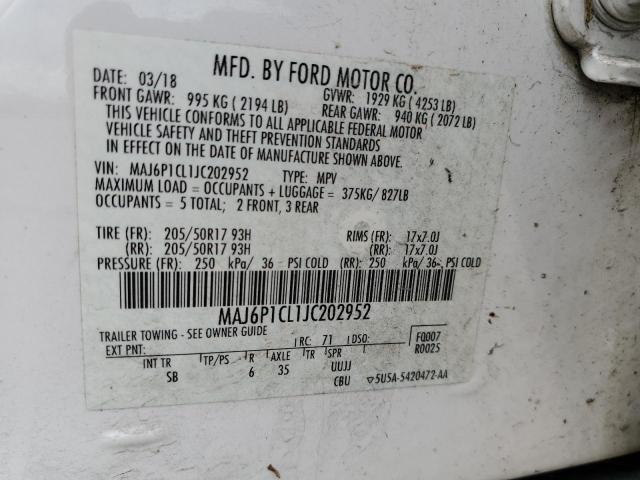 MFD. BY FORD MOTOR CO.
DATE: 03/18 GVWR: 1929 KG ( 4253 LB)
FRONT GAWR: 995 KG ( 2194 LB) REAR GAWR: 940 KG ( 2072 LB)
THIS VEHICLE CONFORMS TO ALL APPLICABLE FEDERAL MOTOR
VEHICLE SAFETY AND THEFT PREVENTION STANDARDS
IN EFFECT ON THE DATE OF MANUFACTURE SHOWN ABOVE.
VIN: MAJ6P1CL1JC202952 TYPE: MPV
MAXIMUM LOAD = OCCUPANTS + LUGGAGE = 375KG/ 827LB
OCCUPANTS = 5 TOTAL; 2 FRONT, 3 REAR
TIRE (FR): 205/50R17 93H RIMS (FR): 17x7.0J
(RR): 205/50R17 93H (RR): 17x7.0J
PRESSURE (FR): 250 kPa/ 36 PSI COLD (RR): 250 kPa/ 36 PSI COLD
MAJ6P1CL1JC202952
TRAILER TOWING - SEE OWNER GUIDE
EXT PNT: RC: 71 DSO: F0007
R0025
INT TR TP/PS R AXLE TR SPR
SB 6 35 UUJJ
CBU 5U5A-5420472-AA